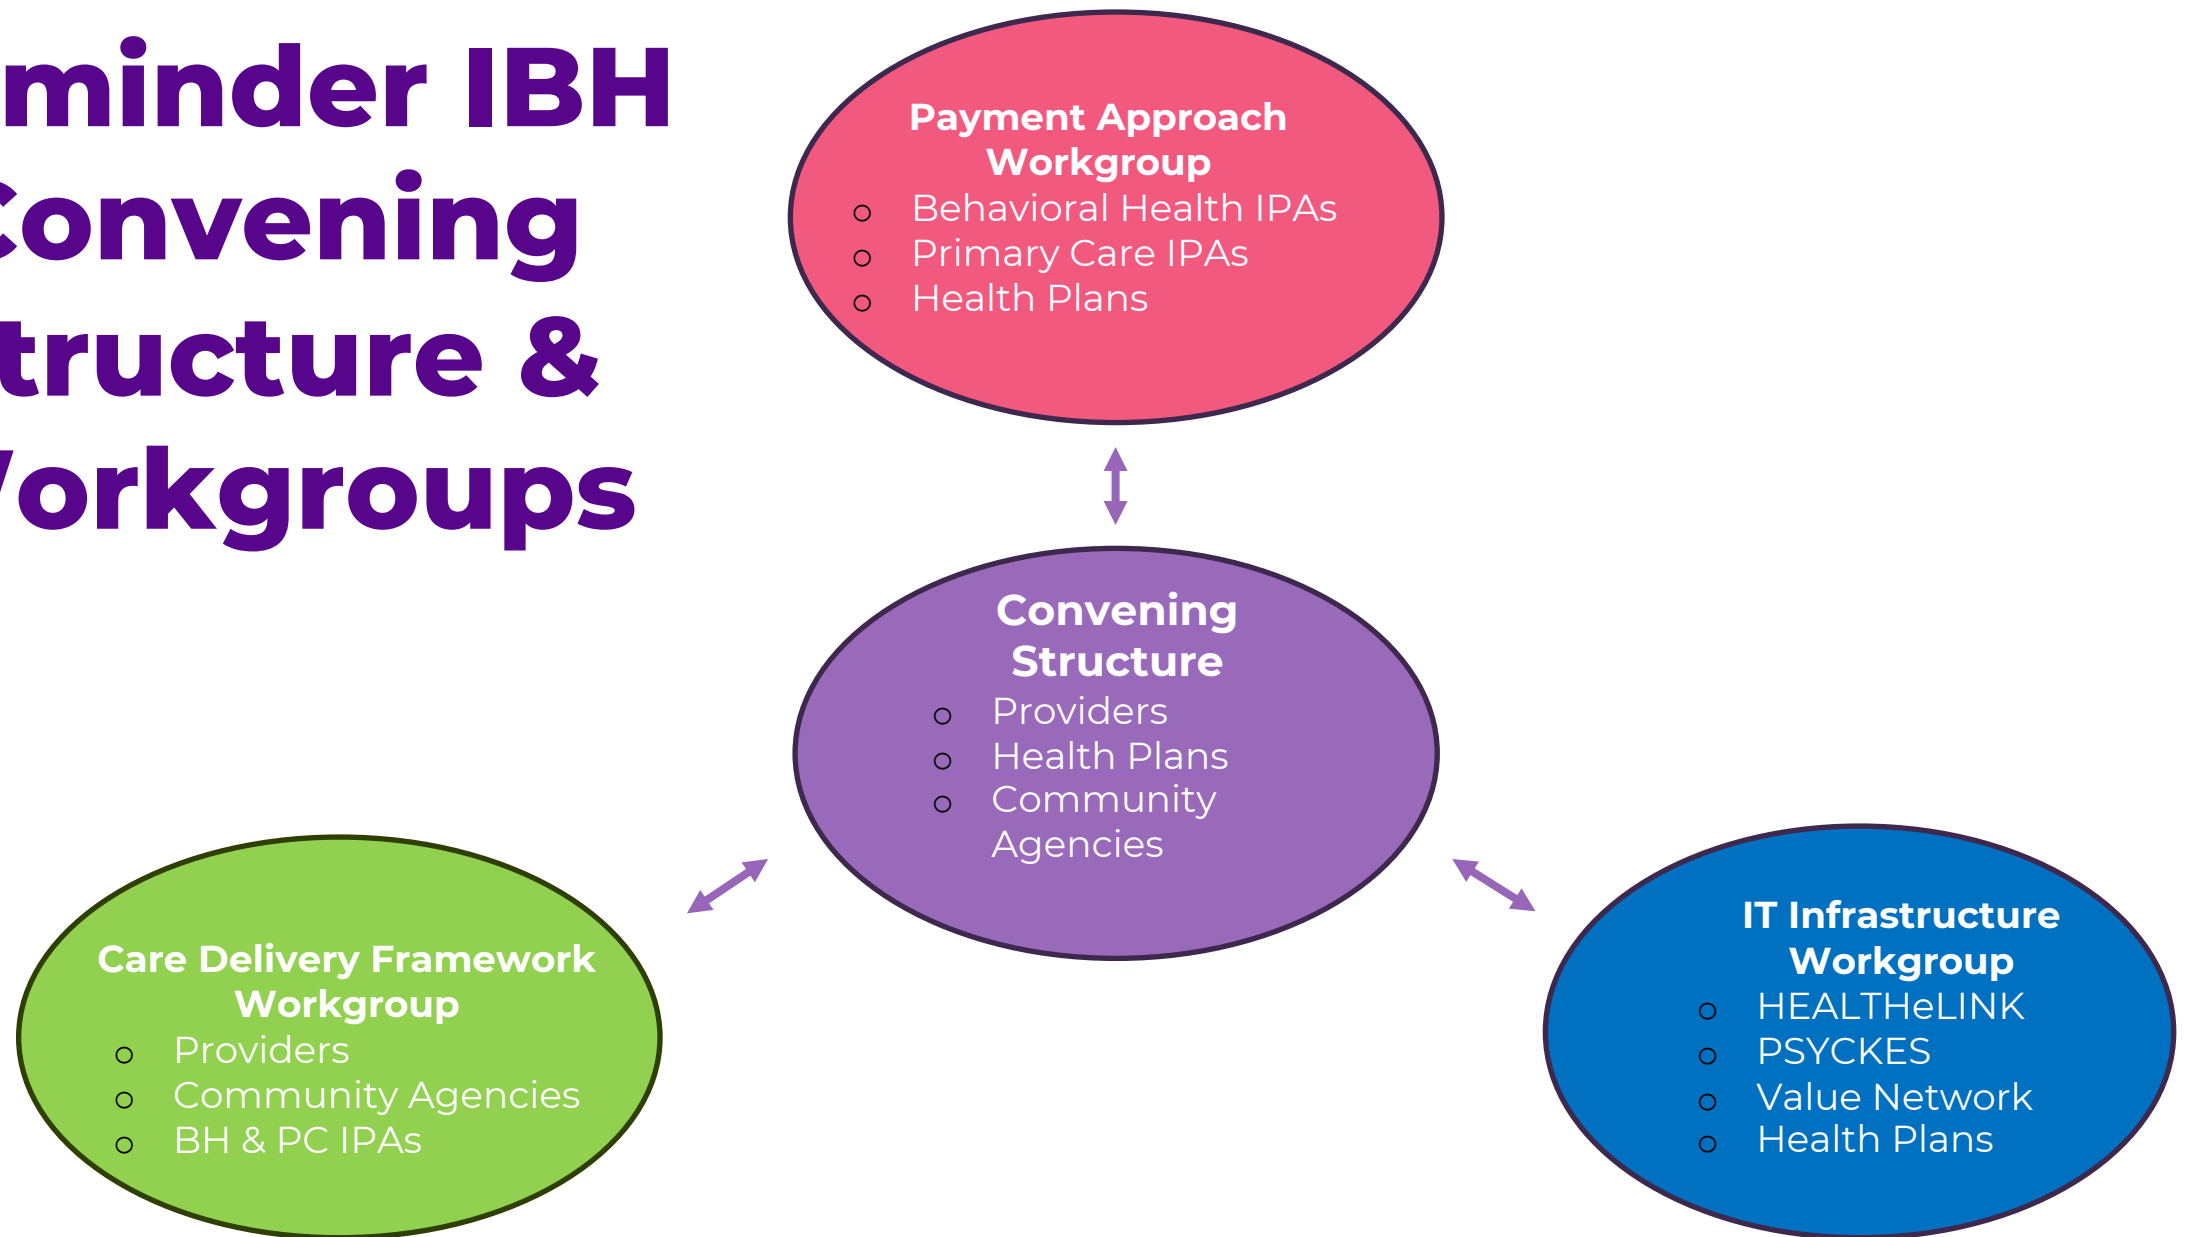 minder IBH
Convening
tructure &
Workgroups
Payment Approach
Workgroup
o Behavioral Health IPAs
o Primary Care IPAs
o Health Plans
Convening
Structure
o Providers
o Health Plans
o Community
Agencies
Care Delivery Framework
Workgroup
o Providers
o Community Agencies
o BH & PC IPAs
IT Infrastructure
Workgroup
o HEALTHeLINK
o PSYCKES
o Value Network
o Health Plans